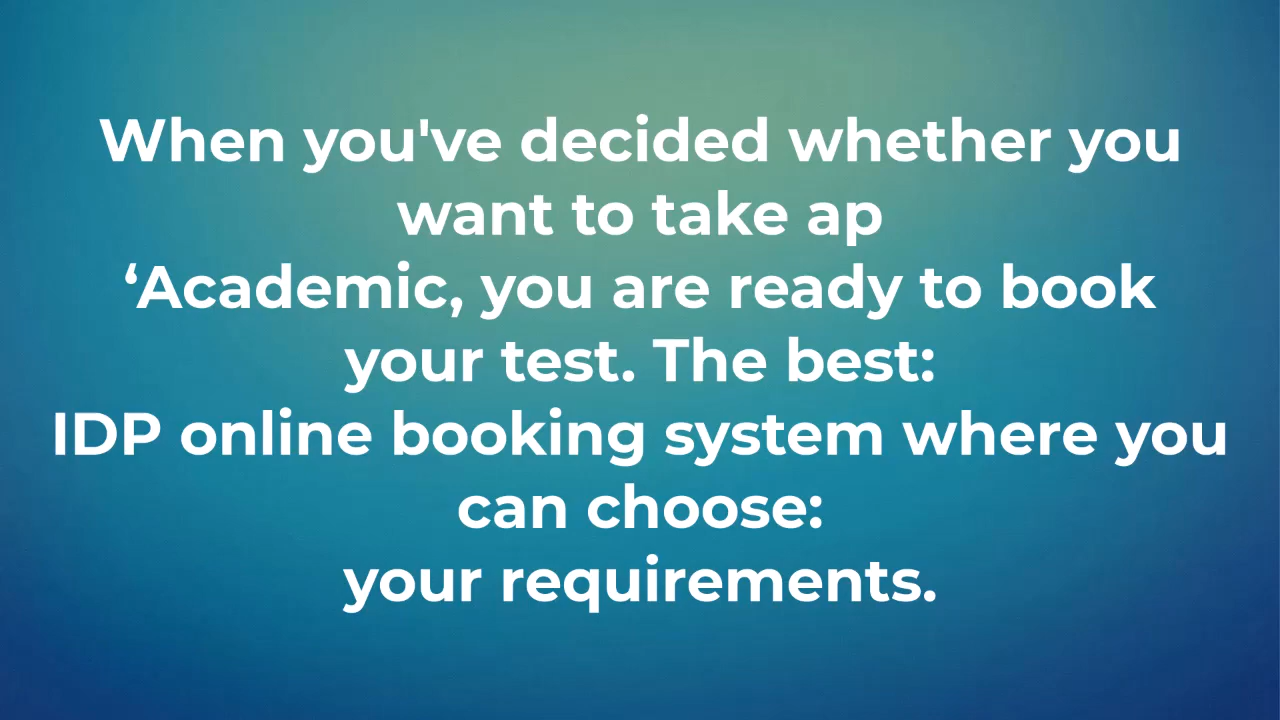 When you've decided whether you
want to take ap
‘Academic, you are ready to book
your test. The best:
IDP online booking system where you
can choose:
your requirements.